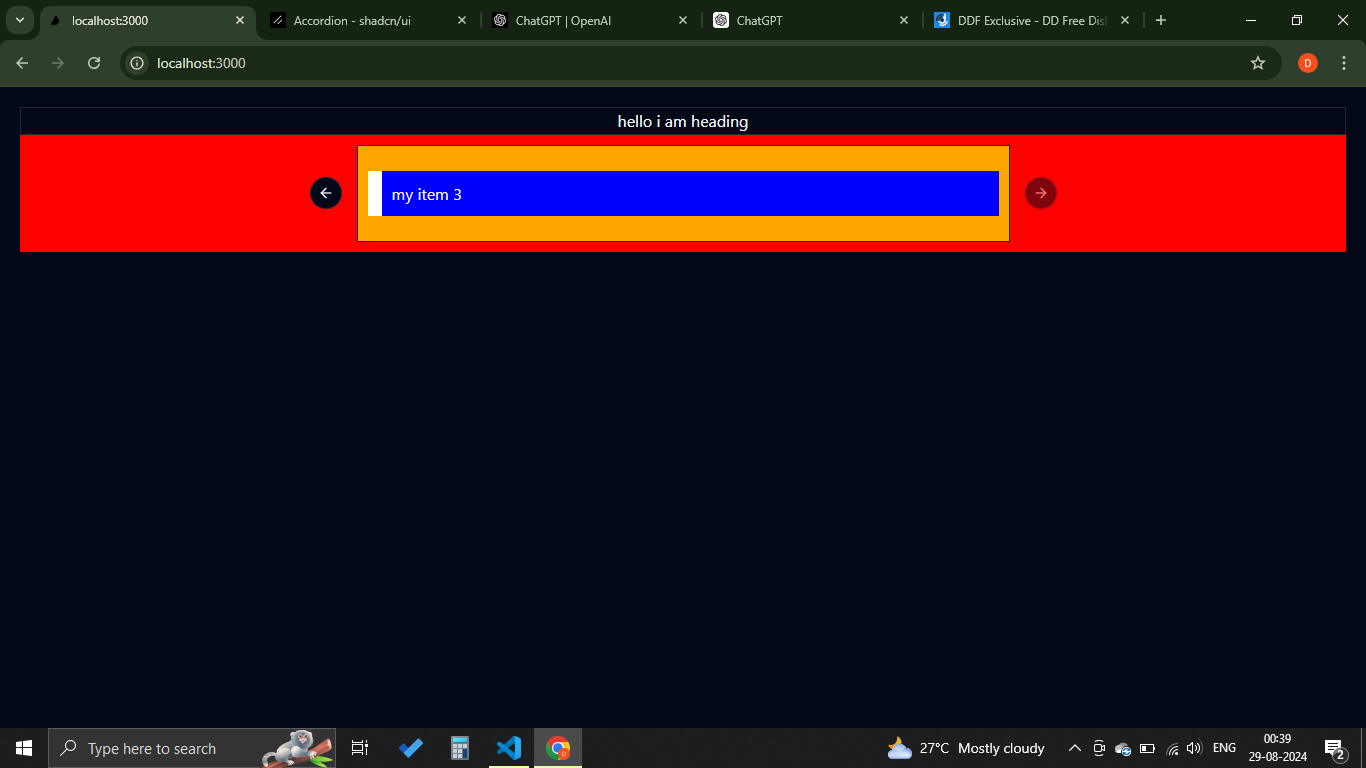 localhost:3000
Accordion - shadcn/ui
ChatGPT | OpenAI
ChatGPT
DDF Exclusive - DD Free Dis
localhost:3000
D
hello i am heading
my item 3
Type here to search
D
27°C Mostly cloudy
ENG
00:39
29-08-2024
2